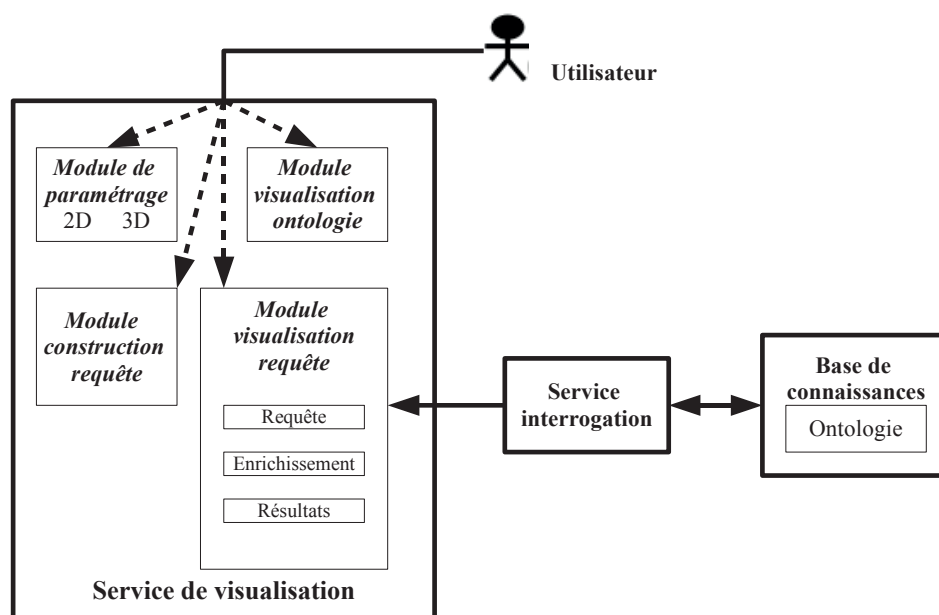 Utilisateur
Module de
paramétrage
2D 3D
Module
visualisation
ontologie
Module
construction
requête
Module
visualisation
requête
Requête
Enrichissement
Résultats
Service de visualisation
Service
interrogation
Base de
connaissances
Ontologie